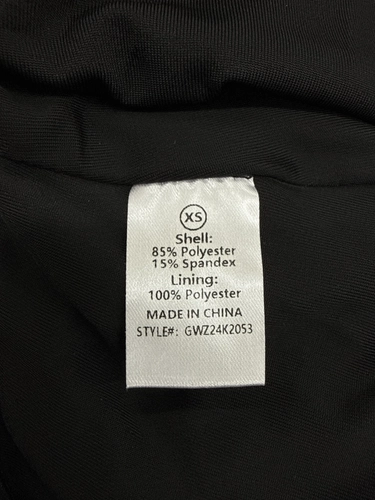 XS
Shell:
85% Polyester
15% Spandex
Lining:
100% Polyester
MADE IN CHINA
STYLE#: GWZ24K2053